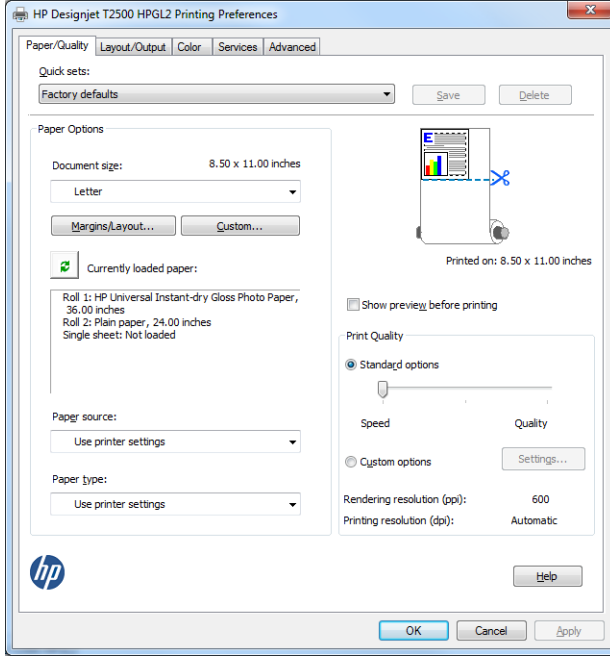 HP Designjet T2500 HPGL2 Printing Preferences
Paper/Quality Layout/Output Color Services Advanced
Quick sets:
Factory defaults
Save
Delete
Paper Options
Document size:
8.50 x 11.00 inches
Letter
Margins/Layout...
Custom...
Currently loaded paper:
Roll 1: HP Universal Instant-dry Gloss Photo Paper,
36.00 inches
Roll 2: Plain paper, 24.00 inches
Single sheet: Not loaded
Paper source:
Use printer settings
Paper type:
Use printer settings
E
Printed on: 8.50 x 11.00 inches
Show preview before printing
Print Quality
Standard options
Speed
Quality
Custom options
Settings...
Rendering resolution (ppi):
600
Printing resolution (dpi):
Automatic
hp
Help
OK
Cancel
Apply